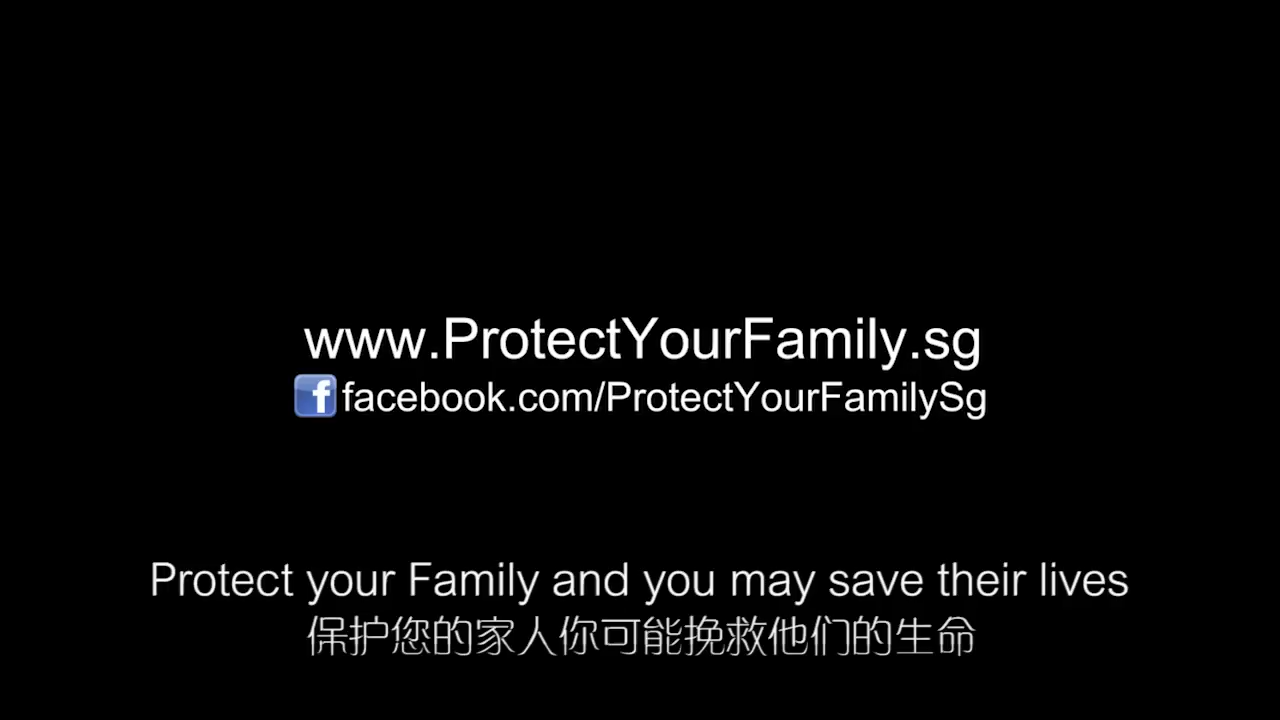 www.ProtectYourFamily.sg
facebook.com/ProtectYourFamilySg
Protect your Family and you may save their lives
保护您的家人你可能挽救他们的生命